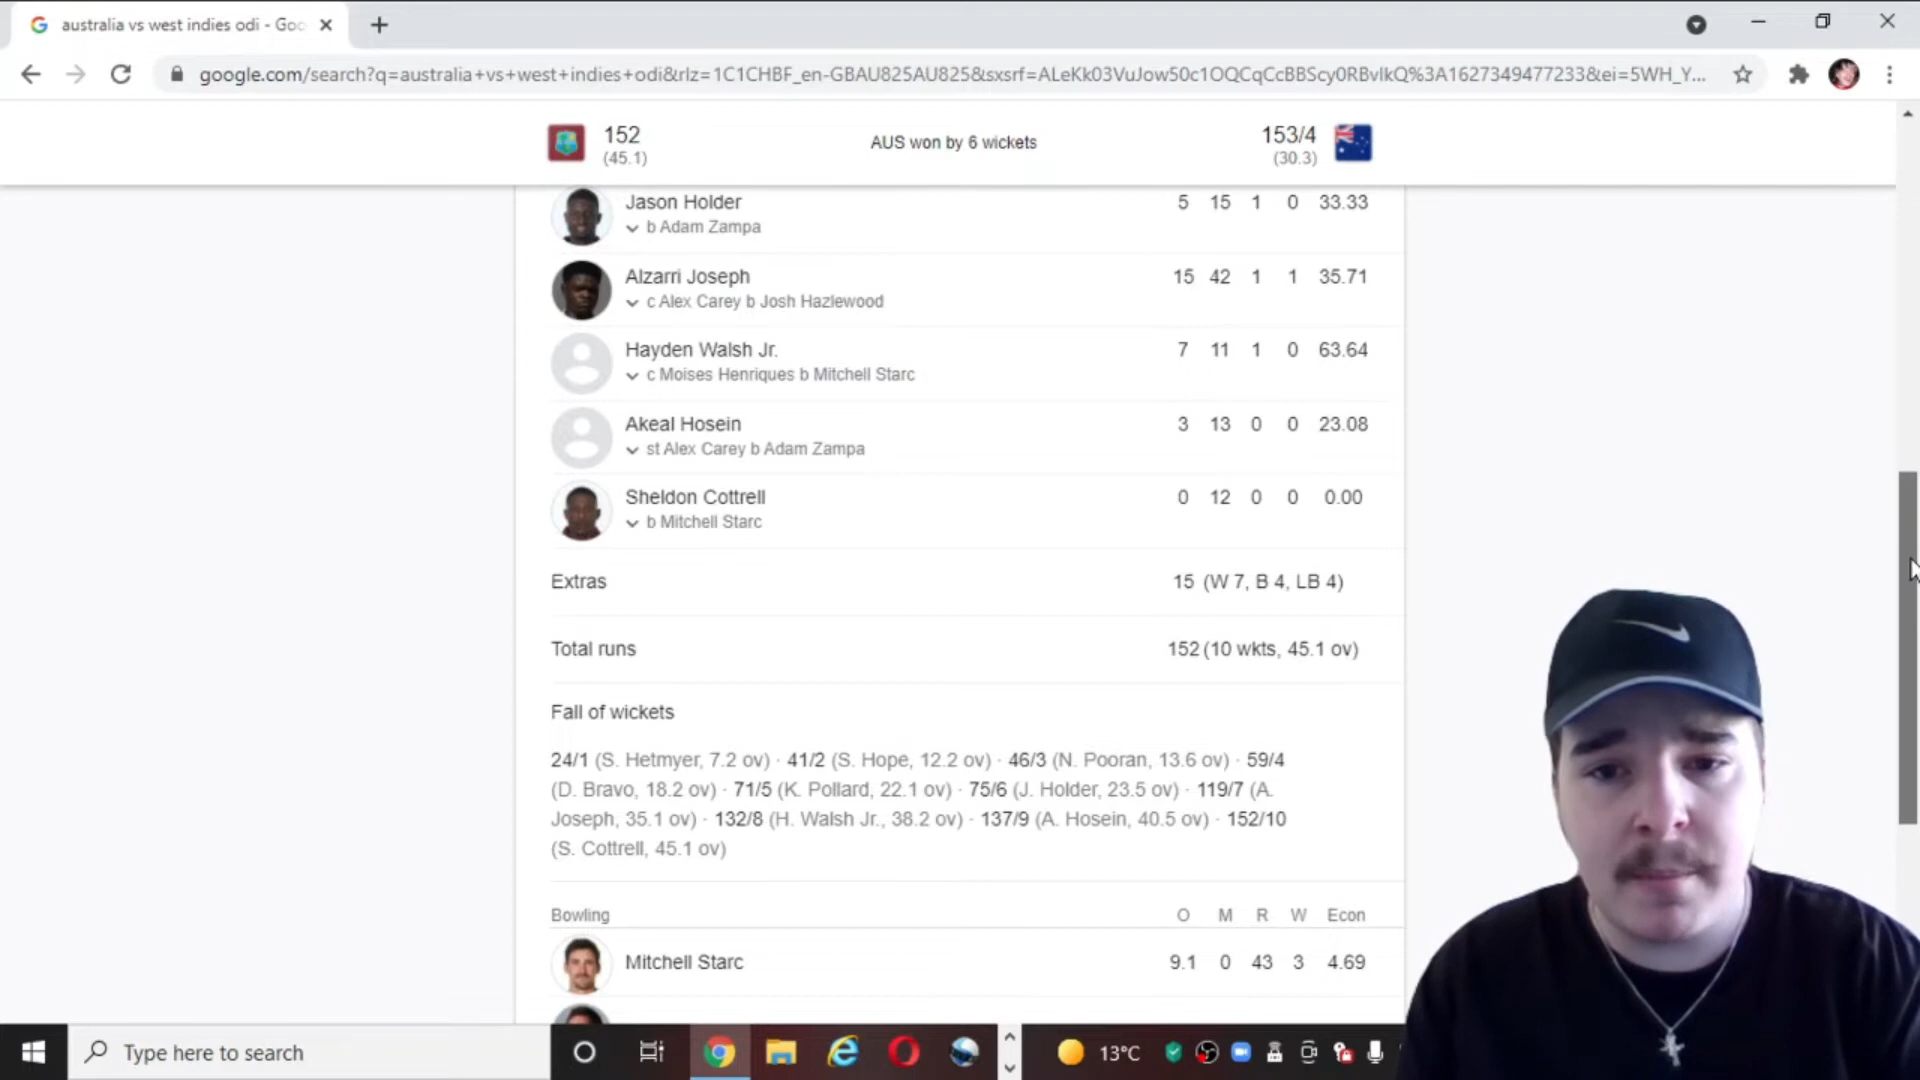 australia vs west indies odi - Goo
google.com/search?q=australia+vs+west+indies+odi&rlz=1C1CHBF_en-GBAU825AU825&sxsrf=ALeKk03VuJow50c1OQCqCcBBScy0RBvIkQ%3A1627349477233&ei=5WH_Y...
152
(45.1)
AUS won by 6 wickets
153/4
(30.3)
Jason Holder 5 15 1 0 33.33
b Adam Zampa
Alzarri Joseph 15 42 1 1 35.71
c Alex Carey b Josh Hazlewood
Hayden Walsh Jr. 7 11 1 0 63.64
c Moises Henriques b Mitchell Starc
Akeal Hosein 3 13 0 0 23.08
st Alex Carey b Adam Zampa
Sheldon Cottrell 0 12 0 0 0.00
b Mitchell Starc
Extras 15 (W 7, B 4, LB 4)
Total runs 152 (10 wkts, 45.1 ov)
Fall of wickets
24/1 (S. Hetmyer, 7.2 ov) · 41/2 (S. Hope, 12.2 ov) · 46/3 (N. Pooran, 13.6 ov) · 59/4
(D. Bravo, 18.2 ov) · 71/5 (K. Pollard, 22.1 ov) · 75/6 (J. Holder, 23.5 ov) · 119/7 (A.
Joseph, 35.1 ov) · 132/8 (H. Walsh Jr., 38.2 ov) · 137/9 (A. Hosein, 40.5 ov) · 152/10
(S. Cottrell, 45.1 ov)
Bowling O M R W Econ
Mitchell Starc 9.1 0 43 3 4.69
Type here to search
13°C